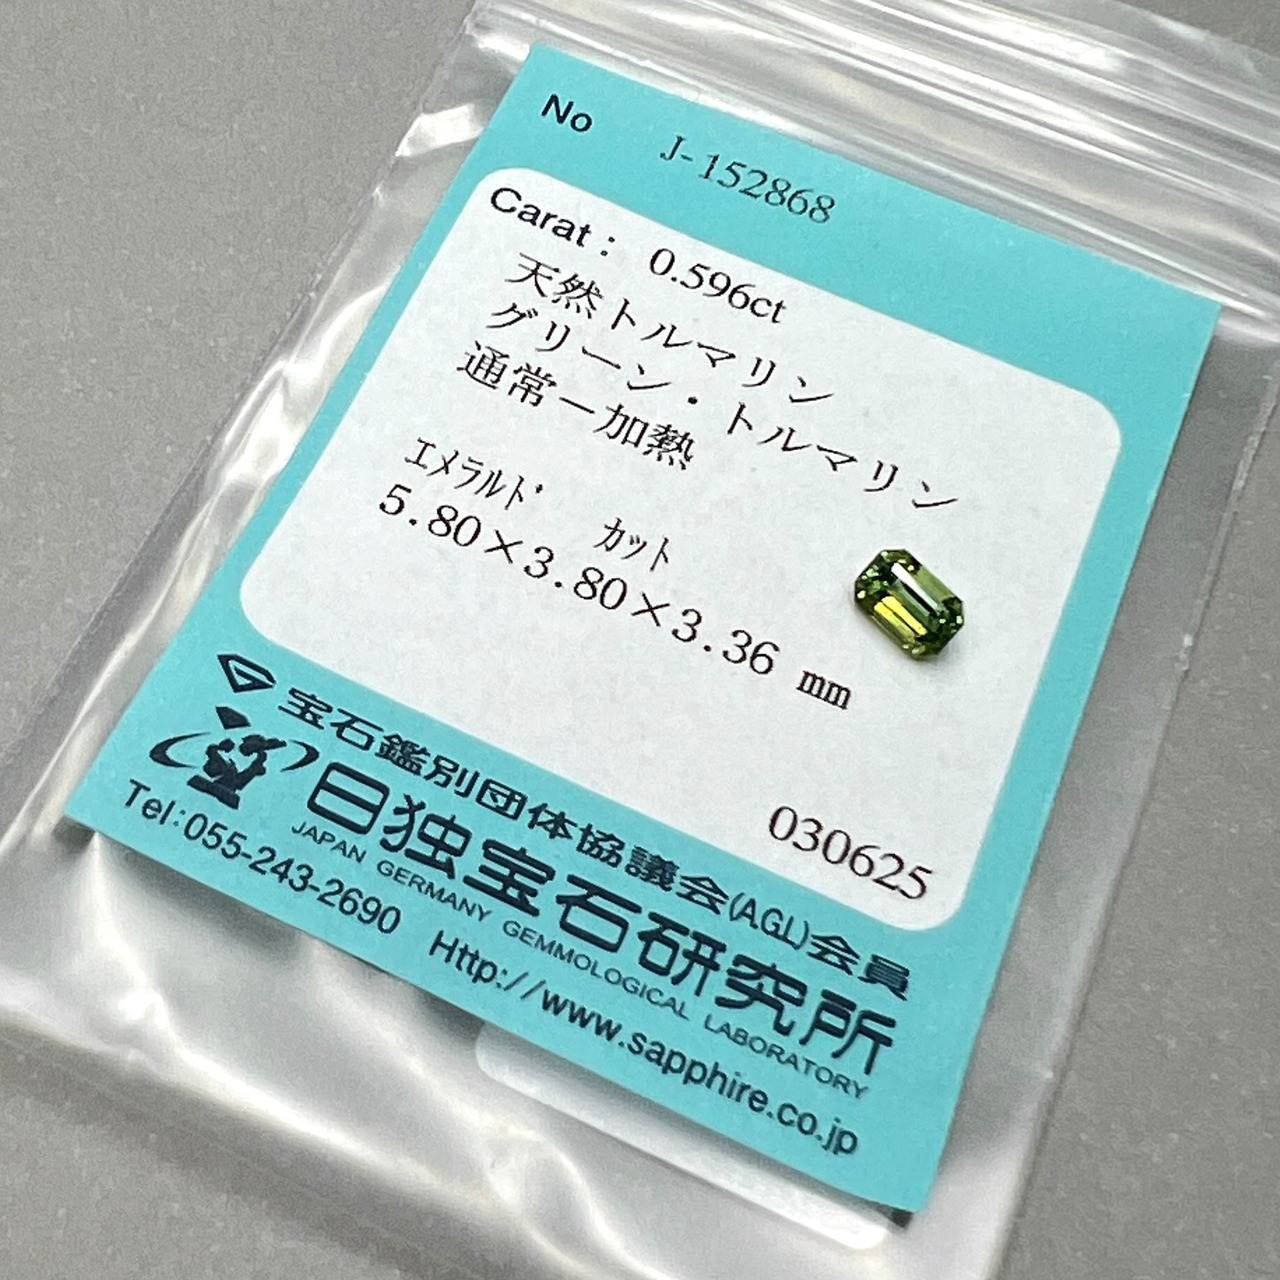 No J-152868
Carat： 0.596ct
天然トルマリン
グリーン・トルマリン
通常－加熱
ｴﾒﾗﾙﾄﾞ ｶｯﾄ
5.80×3.80×3.36 mm
030625
宝石鑑別団体協議会(AGL)会員
日独宝石研究所
JAPAN GERMANY GEMMOLOGICAL LABORATORY
Tel:055-243-2690 Http://www.sapphire.co.jp